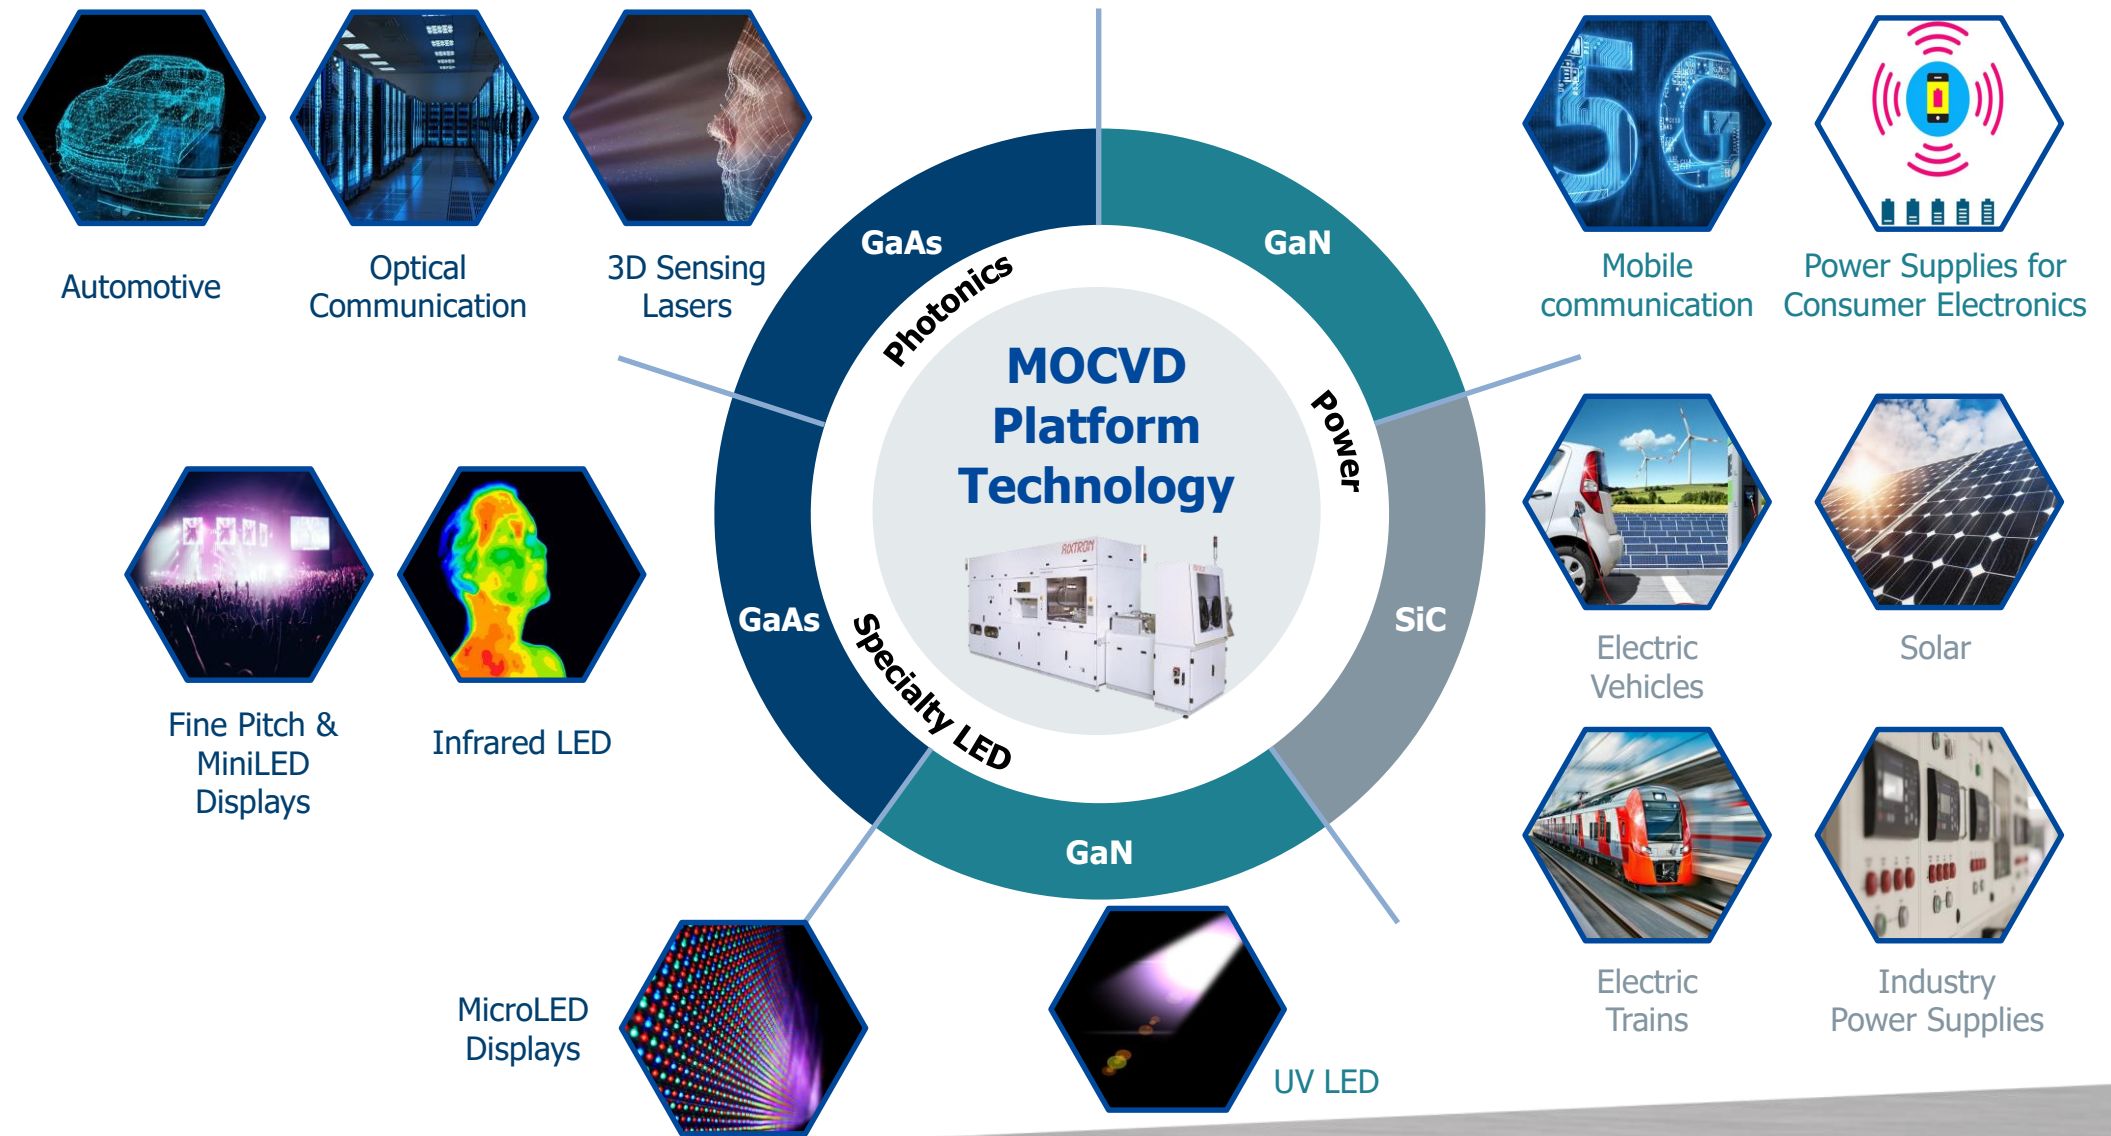 Automotive
Optical
Communication
3D Sensing
Lasers
5G
Mobile
communication
Power Supplies for
Consumer Electronics
GaAs
GaN
Photonics
Power
MOCVD
Platform
Technology
AIXTRON
GaAs
SiC
Specialty LED
GaN
Fine Pitch &
MiniLED
Displays
Infrared LED
Electric
Vehicles
Solar
MicroLED
Displays
UV LED
Electric
Trains
Industry
Power Supplies